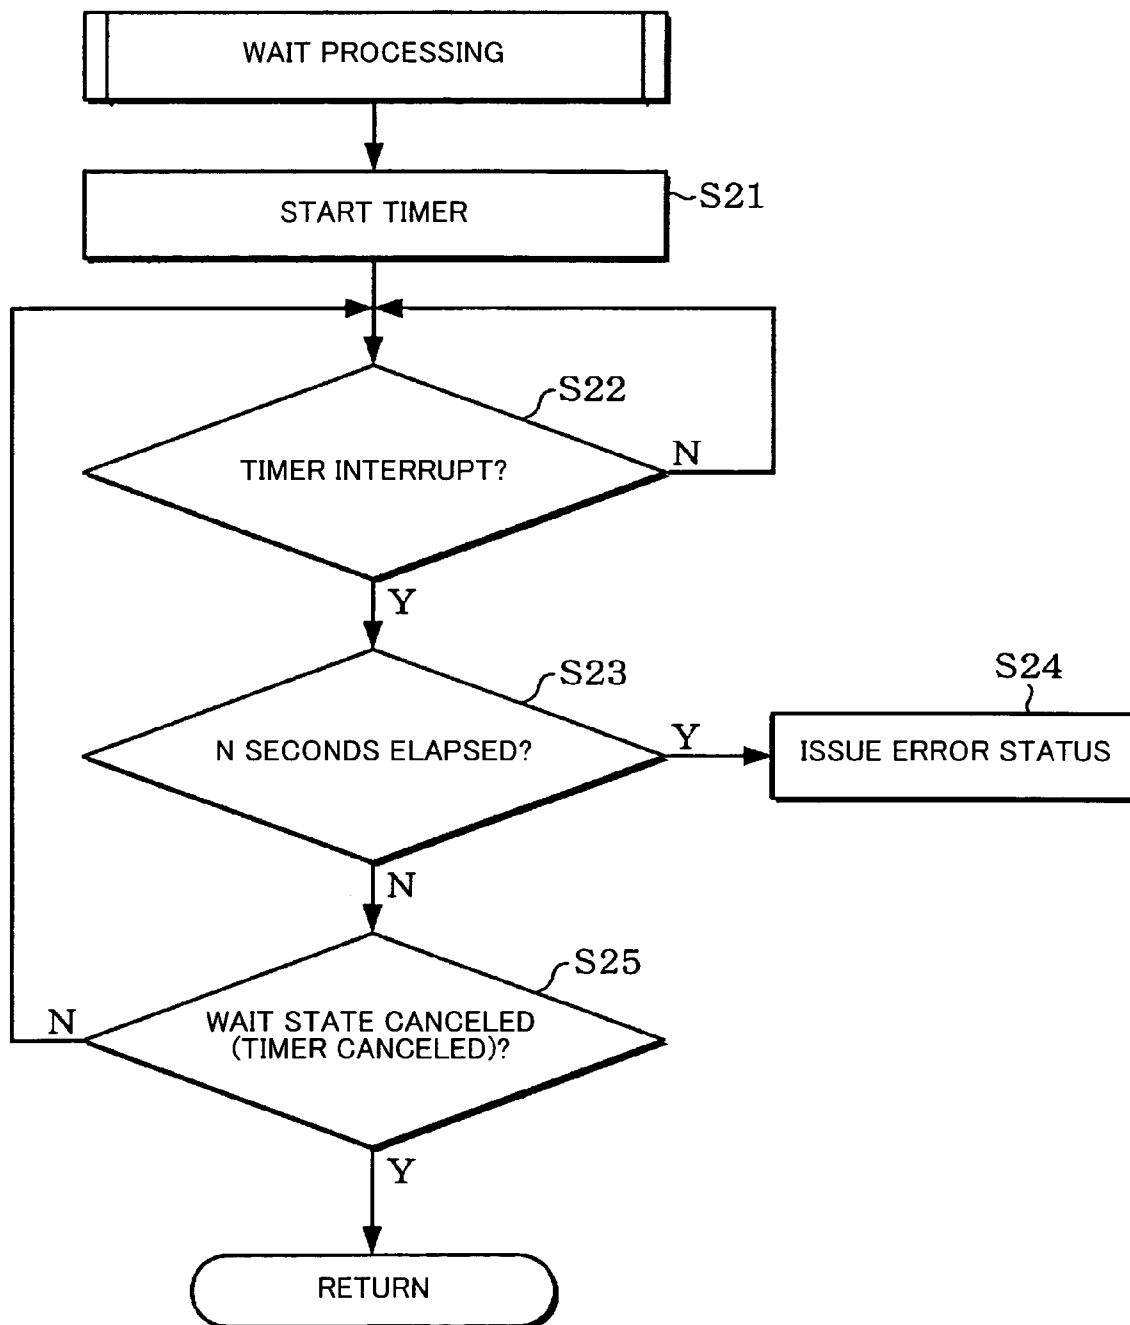 WAIT PROCESSING
START TIMER
S21
S22
TIMER INTERRUPT?
N
Y
S23
S24
N SECONDS ELAPSED?
Y
ISSUE ERROR STATUS
N
S25
N
WAIT STATE CANCELED
(TIMER CANCELED)?
Y
RETURN